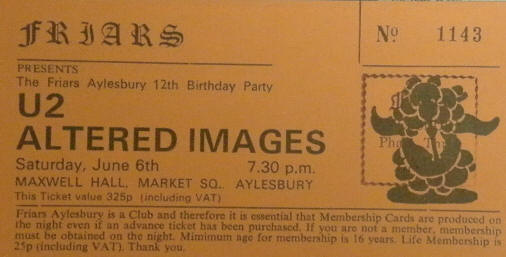 FRIARS
Nº 1143
PRESENTS
The Friars Aylesbury 12th Birthday Party
U2
ALTERED IMAGES
Saturday, June 6th 7.30 p.m.
MAXWELL HALL, MARKET SQ. AYLESBURY
This Ticket value 325p (including VAT)
Friars Aylesbury is a Club and therefore it is essential that Membership Cards are produced on
the night even if an advance ticket has been purchased. If you are not a member, membership
must be obtained on the night. Mimimum age for membership is 16 years. Life Membership is
25p (including VAT). Thank you.